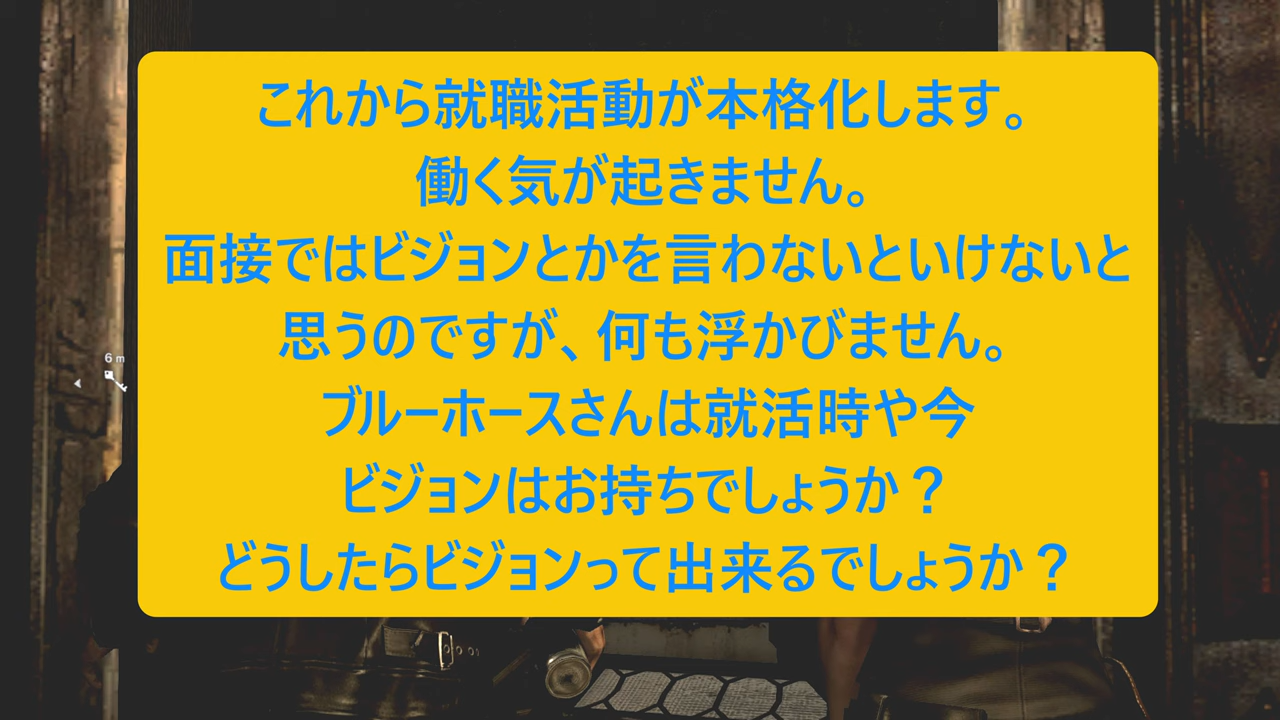 これから就職活動が本格化します。
働く気が起きません。
面接ではビジョンとかを言わないといけないと
思うのですが、何も浮かびません。
ブルーホースさんは就活時や今
ビジョンはお持ちでしょうか？
どうしたらビジョンって出来るでしょうか？
6 m